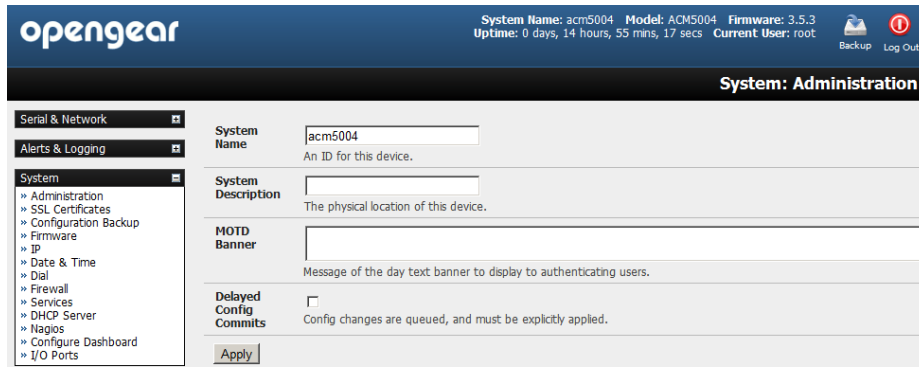 opengear
System Name: acm5004 Model: ACM5004 Firmware: 3.5.3
Uptime: 0 days, 14 hours, 55 mins, 17 secs Current User: root
Backup
Log Out
System: Administration
Serial & Network
Alerts & Logging
System
» Administration
» SSL Certificates
» Configuration Backup
» Firmware
» IP
» Date & Time
» Dial
» Firewall
» Services
» DHCP Server
» Nagios
» Configure Dashboard
» I/O Ports
System Name
acm5004
An ID for this device.
System Description
The physical location of this device.
MOTD Banner
Message of the day text banner to display to authenticating users.
Delayed Config Commits
Config changes are queued, and must be explicitly applied.
Apply